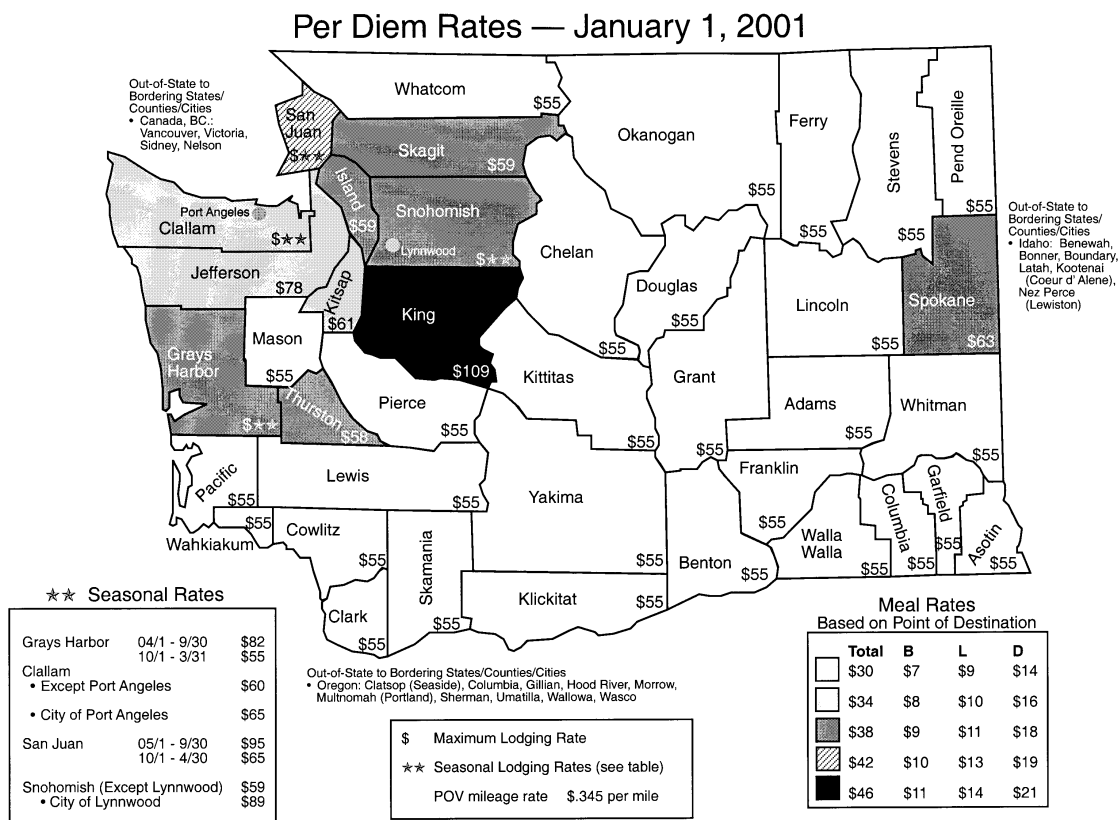 Per Diem Rates — January 1, 2001
Out-of-State to
Bordering States/
Counties/Cities
• Canada, BC.:
Vancouver, Victoria,
Sidney, Nelson
Whatcom
$55
San
Juan
$★★
Skagit
$59
Island
$59
Snohomish
Lynnwood
$★★
Port Angeles
Clallam
$★★
Jefferson
$78
Kitsap
$61
King
$109
Mason
$55
Grays
Harbor
$★★
Thurston
$58
Pierce
$55
Okanogan
$55
Ferry
$55
Stevens
$55
Pend Oreille
$55
Chelan
$55
Douglas
$55
Lincoln
$55
Spokane
$63
Out-of-State to
Bordering States/
Counties/Cities
• Idaho: Benewah,
Bonner, Boundary,
Latah, Kootenai
(Coeur d' Alene),
Nez Perce
(Lewiston)
Kittitas
$55
Grant
$55
Adams
$55
Whitman
$55
Pacific
$55
Lewis
$55
Yakima
$55
Franklin
$55
Wahkiakum
$55
Cowlitz
$55
Skamania
$55
Clark
$55
Klickitat
$55
Benton
$55
Walla
Walla
$55
Columbia
$55
Garfield
$55
Asotin
$55
★★ Seasonal Rates
Grays Harbor 04/1 - 9/30 $82
10/1 - 3/31 $55
Clallam
• Except Port Angeles $60
• City of Port Angeles $65
San Juan 05/1 - 9/30 $95
10/1 - 4/30 $65
Snohomish (Except Lynnwood) $59
• City of Lynnwood $89
Out-of-State to Bordering States/Counties/Cities
• Oregon: Clatsop (Seaside), Columbia, Gillian, Hood River, Morrow,
Multnomah (Portland), Sherman, Umatilla, Wallowa, Wasco
$ Maximum Lodging Rate
★★ Seasonal Lodging Rates (see table)
POV mileage rate $.345 per mile
Meal Rates
Based on Point of Destination
Total B L D
$30 $7 $9 $14
$34 $8 $10 $16
$38 $9 $11 $18
$42 $10 $13 $19
$46 $11 $14 $21